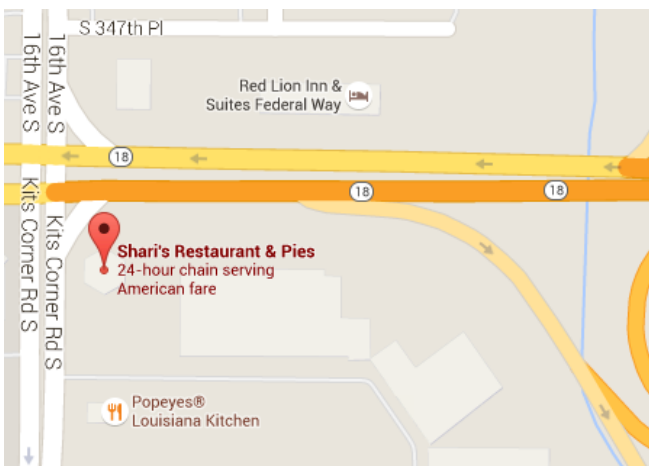 S 347th Pl
16th Ave S
16th Ave S
Red Lion Inn &
Suites Federal Way
18
18
18
Kits Corner Rd S
Kits Corner Rd S
Shari's Restaurant & Pies
24-hour chain serving
American fare
Popeyes®
Louisiana Kitchen